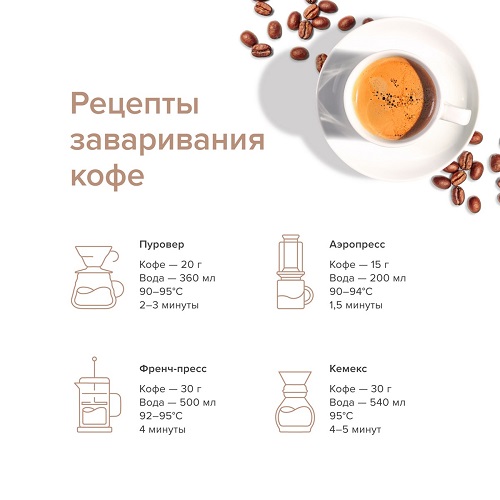 Рецепты
заваривания
кофе
Пуровер
Кофе — 20 г
Вода — 360 мл
90–95°C
2–3 минуты
Аэропресс
Кофе — 15 г
Вода — 200 мл
90–94°C
1,5 минуты
Френч-пресс
Кофе — 30 г
Вода — 500 мл
92–95°C
4 минуты
Кемекс
Кофе — 30 г
Вода — 540 мл
95°C
4–5 минут